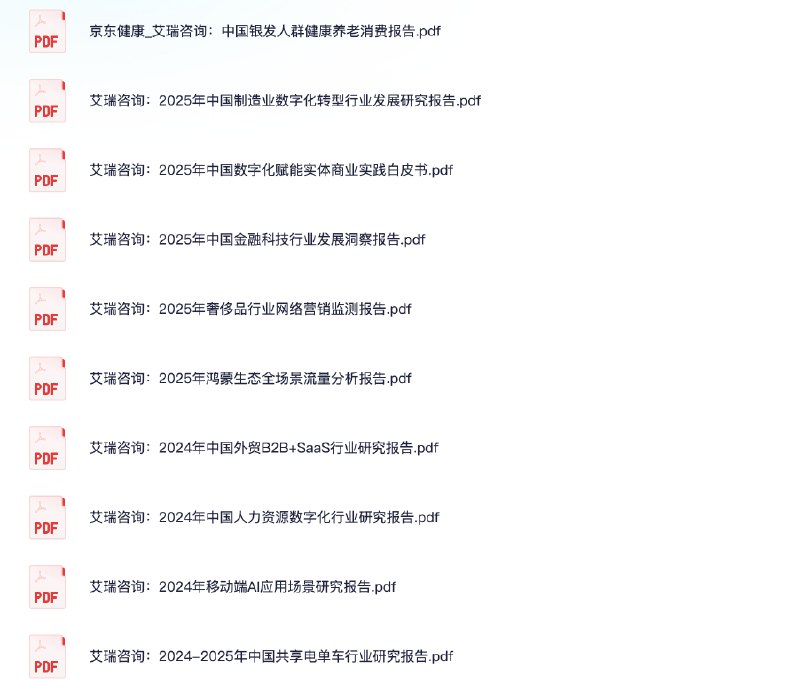 PDF 京东健康_艾瑞咨询：中国银发人群健康养老消费报告.pdf
PDF 艾瑞咨询：2025年中国制造业数字化转型行业发展研究报告.pdf
PDF 艾瑞咨询：2025年中国数字化赋能实体商业实践白皮书.pdf
PDF 艾瑞咨询：2025年中国金融科技行业发展洞察报告.pdf
PDF 艾瑞咨询：2025年奢侈品行业网络营销监测报告.pdf
PDF 艾瑞咨询：2025年鸿蒙生态全场景流量分析报告.pdf
PDF 艾瑞咨询：2024年中国外贸B2B+SaaS行业研究报告.pdf
PDF 艾瑞咨询：2024年中国人力资源数字化行业研究报告.pdf
PDF 艾瑞咨询：2024年移动端AI应用场景研究报告.pdf
PDF 艾瑞咨询：2024–2025年中国共享电单车行业研究报告.pdf